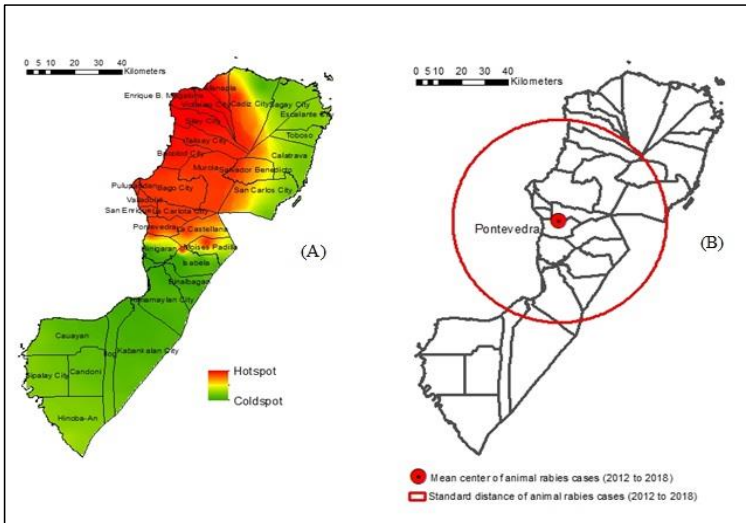 0 5 10 20 30 40
Kilometers
Enrique B. Magalona
Cadiz City
Sagay City
Escalante City
Silay City
Toboso
Talisay City
Calatrava
Bacolod City
Murcia
Salvador Benedicto
San Carlos City
Pulupandan
Bago City
Valladolid
San Enrique
La Carlota City
Pontevedra
La Castellana
Moises Padilla
Isabela
Binalbagan
Himamaylan City
Cauayan
Kabankalan City
Sipalay City
Candoni
Hinoba-An
(A)
Hotspot
Coldspot
0 5 10 20 30 40
Kilometers
Pontevedra
(B)
Mean center of animal rabies cases (2012 to 2018)
Standard distance of animal rabies cases (2012 to 2018)